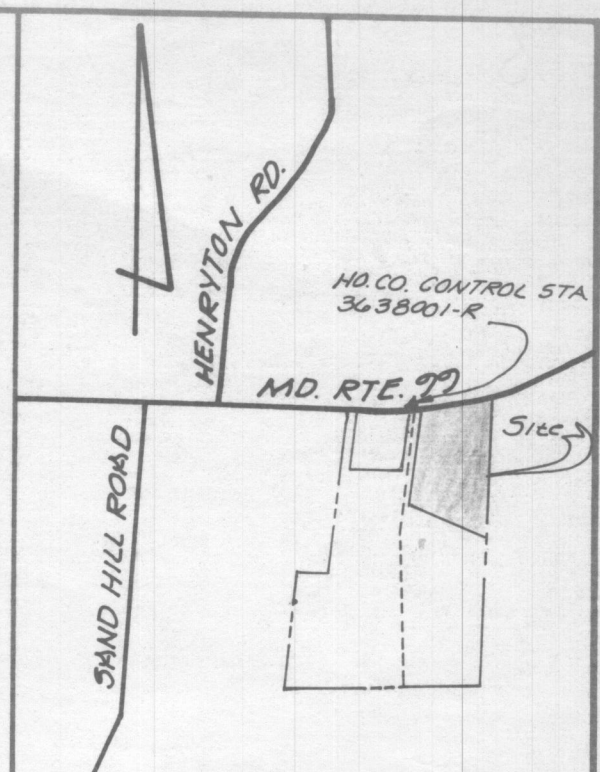 HENRYTON RD.
HO. CO. CONTROL STA
3638001-R
MD. RTE. 99
Site
SAND HILL ROAD